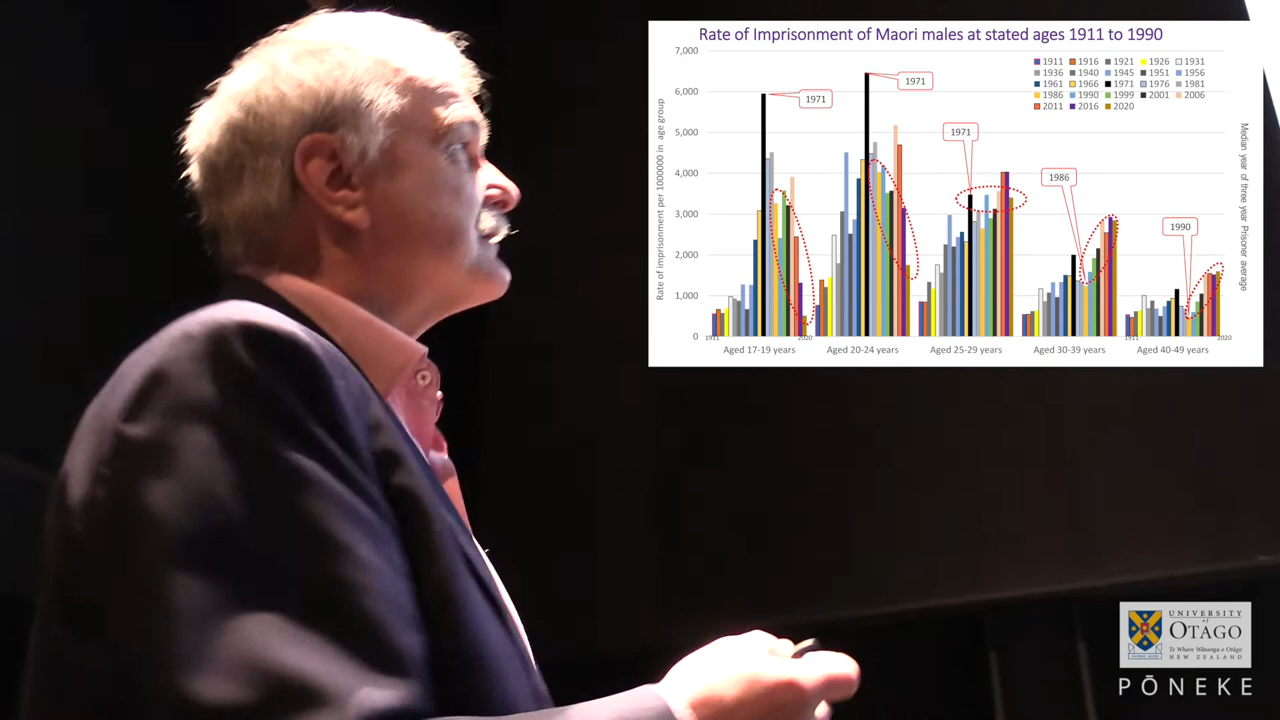 Rate of Imprisonment of Maori males at stated ages 1911 to 1990
Rate of imprisonment per 1000000 in age group
7,000
6,000
5,000
4,000
3,000
2,000
1,000
0
1911 1916 1921 1926 1931
1936 1940 1945 1951 1956
1961 1966 1971 1976 1981
1986 1990 1999 2001 2006
2011 2016 2020
1971
1971
1971
1986
1990
Median year of three year Prisoner average
1911 2020 1911 2020
Aged 17-19 years Aged 20-24 years Aged 25-29 years Aged 30-39 years Aged 40-49 years
UNIVERSITY
of
OTAGO
Te Whare Wānanga o Otāgo
NEW ZEALAND
PŌNEKE